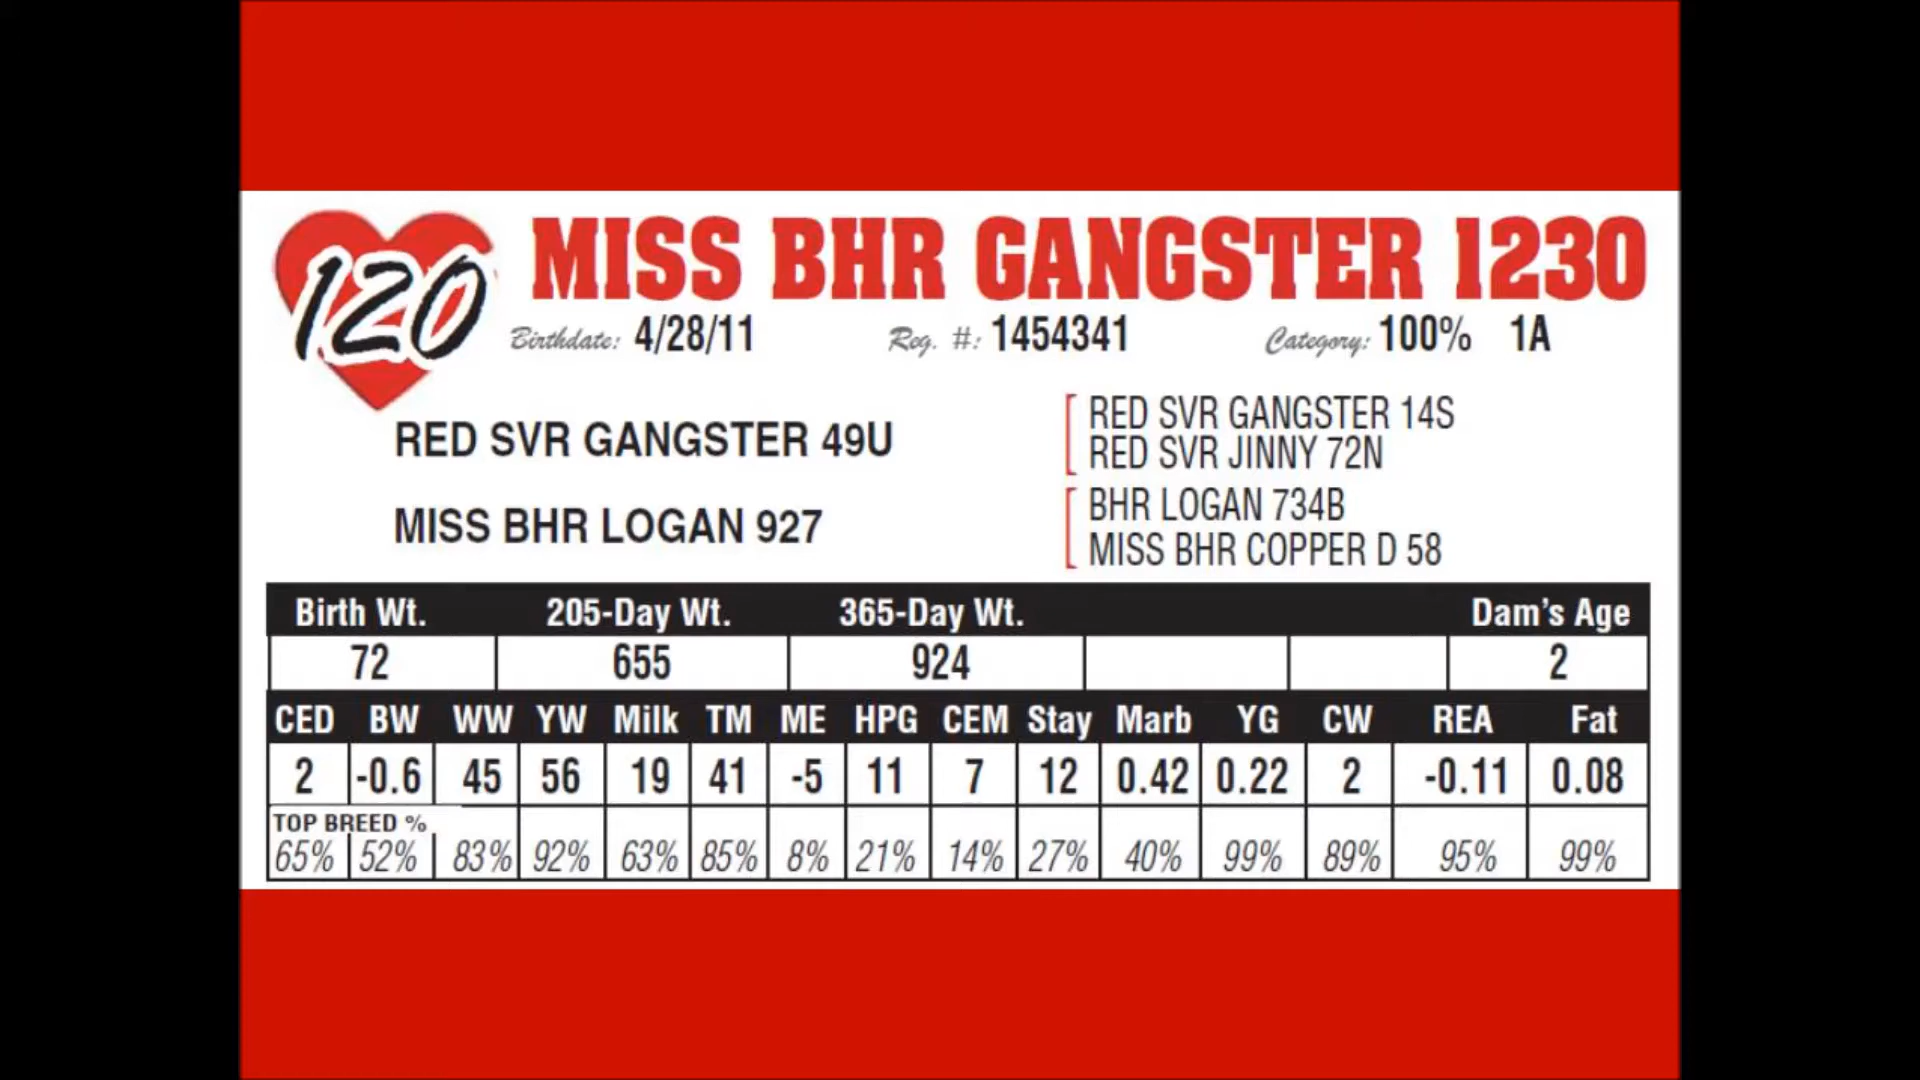 120
MISS BHR GANGSTER 1230
Birthdate: 4/28/11 Reg. #: 1454341 Category: 100% 1A
RED SVR GANGSTER 49U
RED SVR GANGSTER 14S
RED SVR JINNY 72N
MISS BHR LOGAN 927
BHR LOGAN 734B
MISS BHR COPPER D 58
Birth Wt. 205-Day Wt. 365-Day Wt. Dam's Age
72 655 924 2
CED BW WW YW Milk TM ME HPG CEM Stay Marb YG CW REA Fat
2 -0.6 45 56 19 41 -5 11 7 12 0.42 0.22 2 -0.11 0.08
TOP BREED %
65% 52% 83% 92% 63% 85% 8% 21% 14% 27% 40% 99% 89% 95% 99%